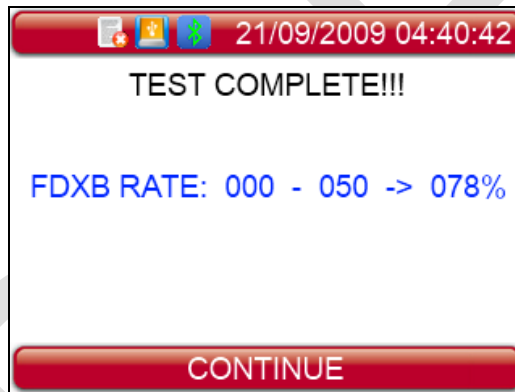 21/09/2009 04:40:42
TEST COMPLETE!!!
FDXB RATE: 000 - 050 -> 078%
CONTINUE